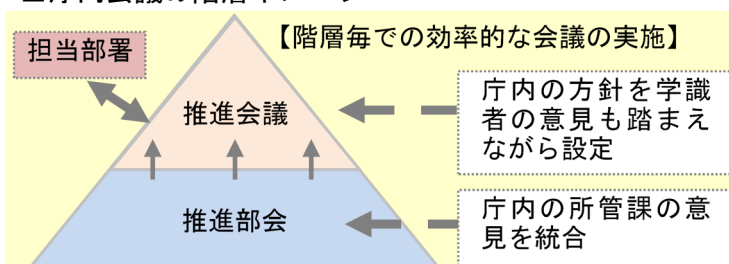 【階層毎での効率的な会議の実施】
担当部署
推進会議
庁内の方針を学識
者の意見も踏まえ
ながら設定
推進部会
庁内の所管課の意
見を統合